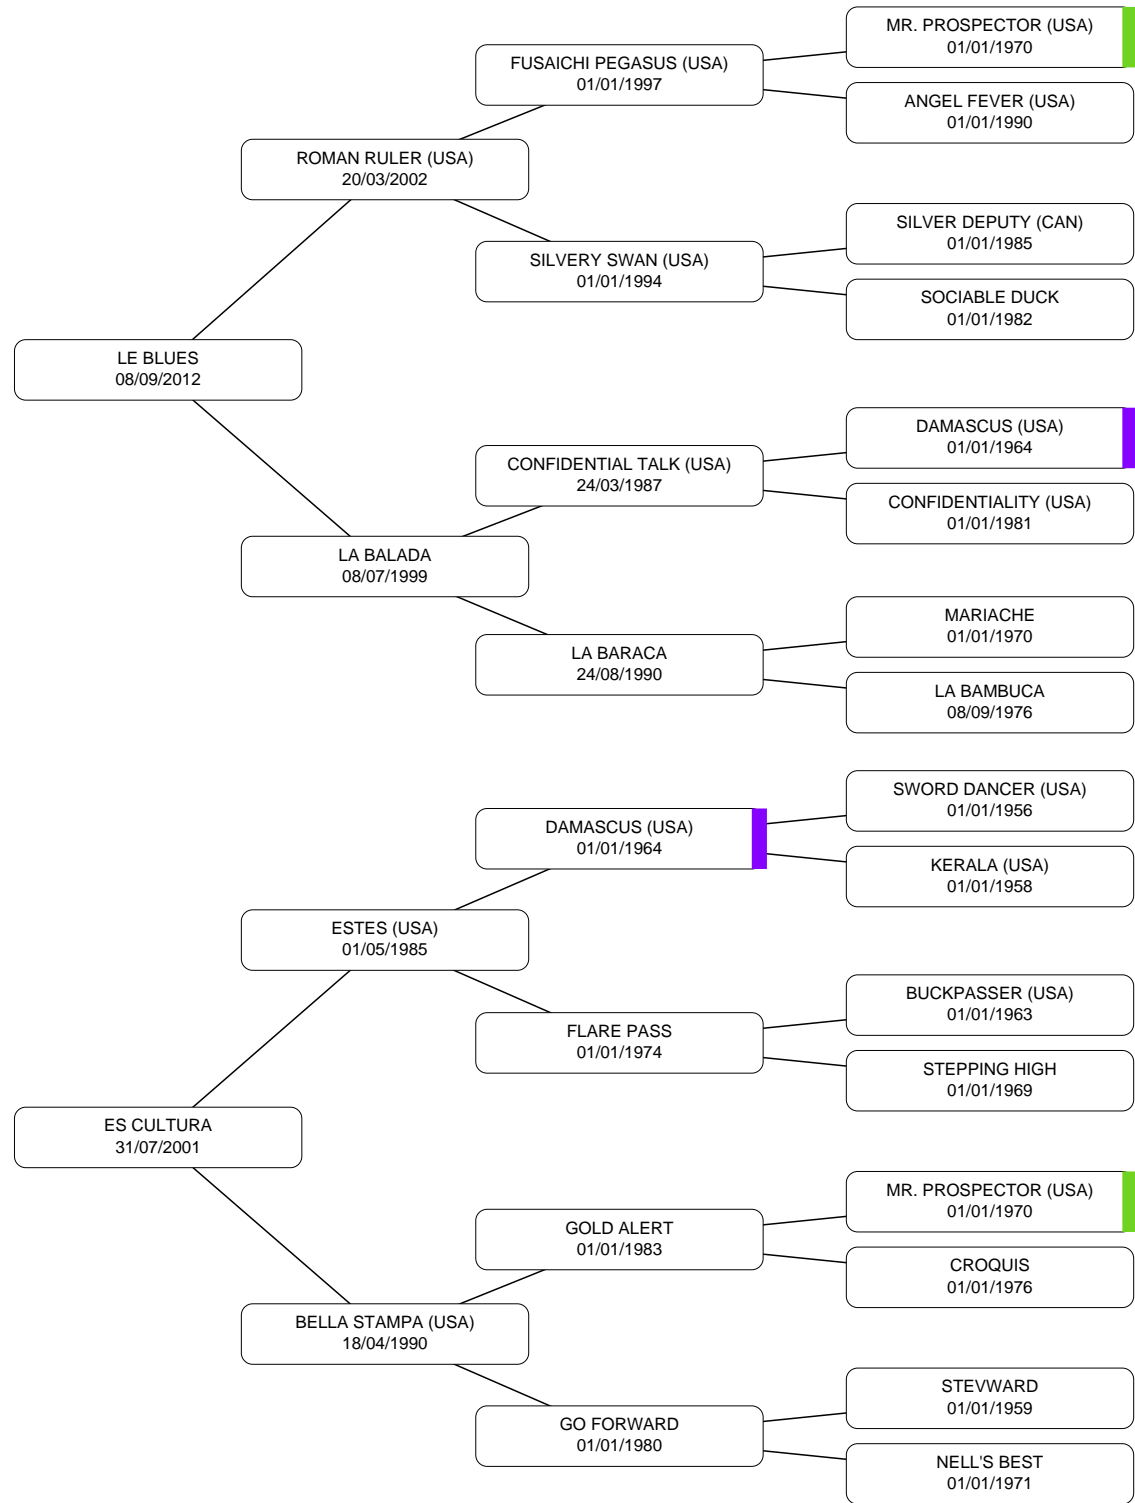 MR. PROSPECTOR (USA)
01/01/1970
FUSAICHI PEGASUS (USA)
01/01/1997
ANGEL FEVER (USA)
01/01/1990
ROMAN RULER (USA)
20/03/2002
SILVER DEPUTY (CAN)
01/01/1985
SILVERY SWAN (USA)
01/01/1994
SOCIABLE DUCK
01/01/1982
LE BLUES
08/09/2012
DAMASCUS (USA)
01/01/1964
CONFIDENTIAL TALK (USA)
24/03/1987
CONFIDENTIALITY (USA)
01/01/1981
LA BALADA
08/07/1999
MARIACHE
01/01/1970
LA BARACA
24/08/1990
LA BAMBUCA
08/09/1976
SWORD DANCER (USA)
01/01/1956
DAMASCUS (USA)
01/01/1964
KERALA (USA)
01/01/1958
ESTES (USA)
01/05/1985
BUCKPASSER (USA)
01/01/1963
FLARE PASS
01/01/1974
STEPPING HIGH
01/01/1969
ES CULTURA
31/07/2001
MR. PROSPECTOR (USA)
01/01/1970
GOLD ALERT
01/01/1983
CROQUIS
01/01/1976
BELLA STAMPA (USA)
18/04/1990
STEVWARD
01/01/1959
GO FORWARD
01/01/1980
NELL'S BEST
01/01/1971